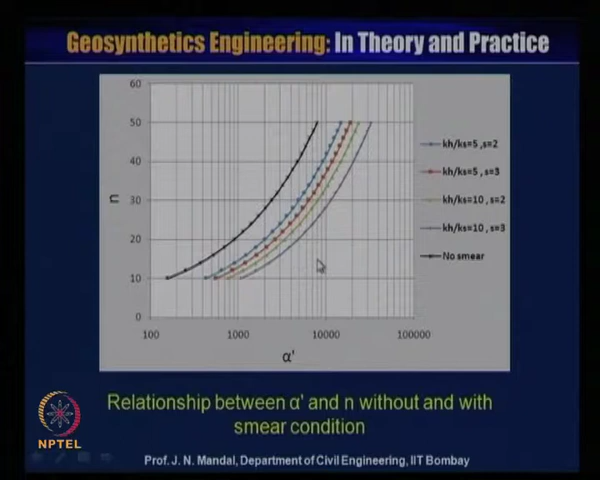 Geosynthetics Engineering: In Theory and Practice
60
50
40
30
20
10
0
n
100
1000
10000
100000
α'
kh/ks=5 ,s=2
kh/ks=5 , s=3
kh/ks=10 , s=2
kh/ks=10 , s=3
No smear
Relationship between α' and n without and with
smear condition
NPTEL
Prof. J. N. Mandal, Department of Civil Engineering, IIT Bombay